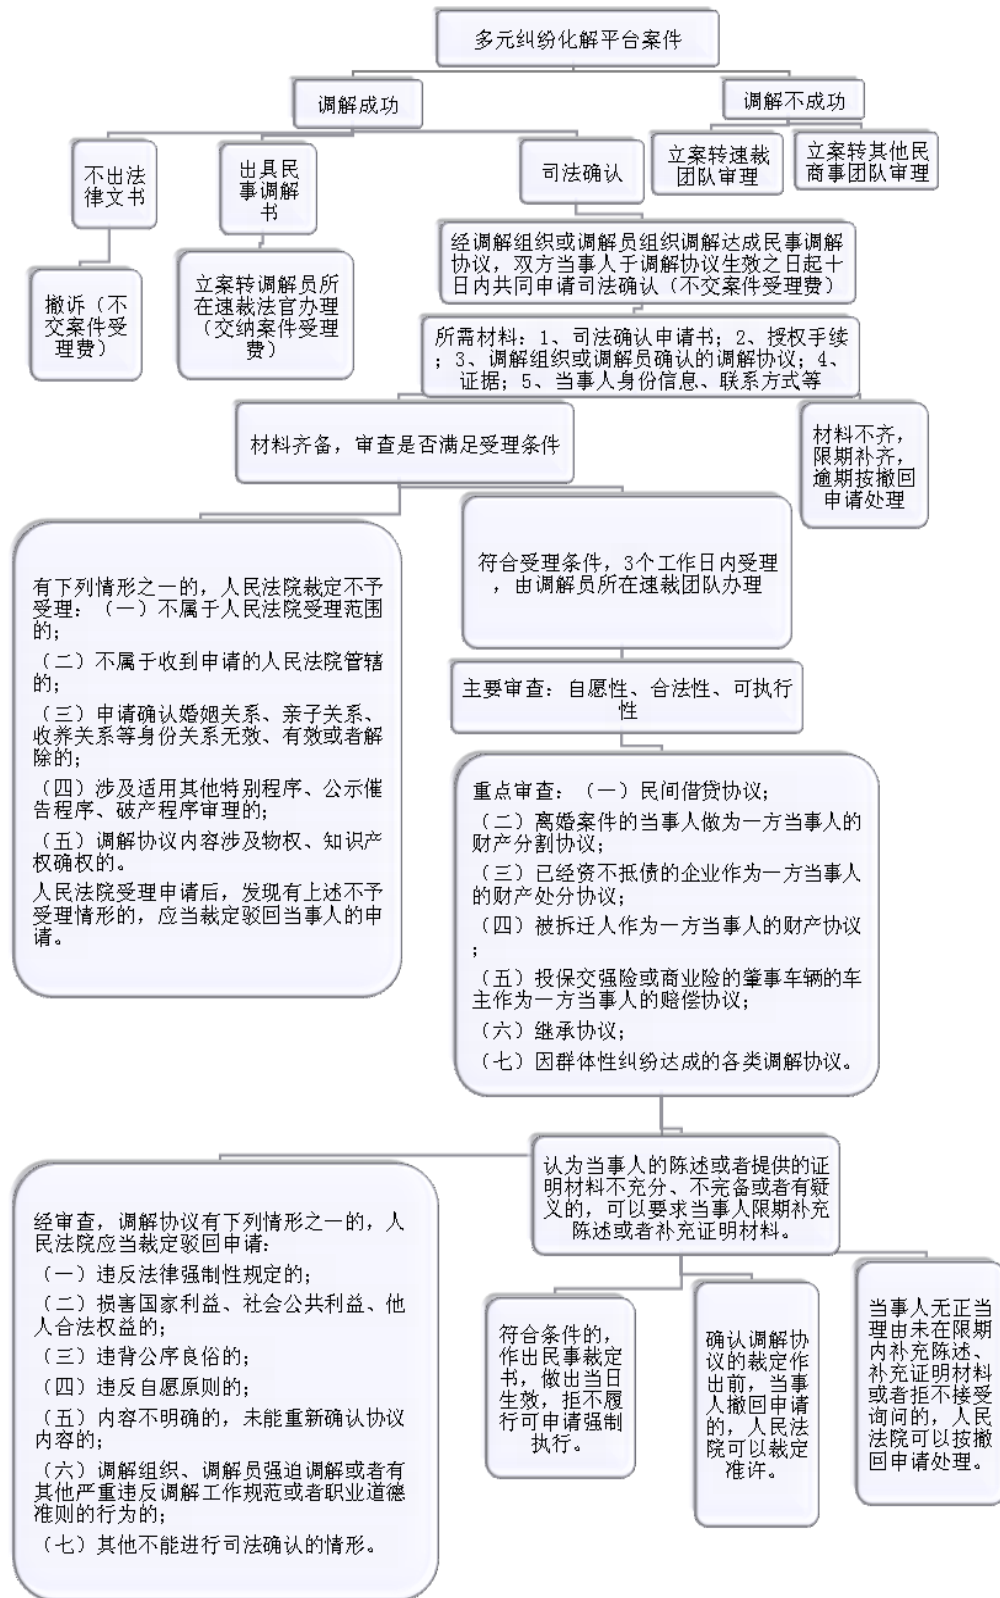 多元纠纷化解平台案件
调解成功
调解不成功
不出法
律文书
出具民
事调解
书
司法确认
立案转速裁
团队审理
立案转其他民
商事团队审理
撤诉（不
交案件受
理费）
立案转调解员所
在速裁法官办理
（交纳案件受理
费）
经调解组织或调解员组织调解达成民事调解
协议，双方当事人于调解协议生效之日起十
日内共同申请司法确认（不交案件受理费）
所需材料：1、司法确认申请书；2、授权手续
；3、调解组织或调解员确认的调解协议；4、
证据；5、当事人身份信息、联系方式等
材料齐备，审查是否满足受理条件
材料不齐，
限期补齐，
逾期按撤回
申请处理
有下列情形之一的，人民法院裁定不予
受理：（一）不属于人民法院受理范围
的；
（二）不属于收到申请的人民法院管辖
的；
（三）申请确认婚姻关系、亲子关系、
收养关系等身份关系无效、有效或者解
除的；
（四）涉及适用其他特别程序、公示催
告程序、破产程序审理的；
（五）调解协议内容涉及物权、知识产
权确权的。
人民法院受理申请后，发现有上述不予
受理情形的，应当裁定驳回当事人的申
请。
符合受理条件，3个工作日内受理
，由调解员所在速裁团队办理
主要审查：自愿性、合法性、可执行
性
重点审查：（一）民间借贷协议；
（二）离婚案件的当事人做为一方当事人的
财产分割协议；
（三）已经资不抵债的企业作为一方当事人
的财产处分协议；
（四）被拆迁人作为一方当事人的财产协议
；
（五）投保交强险或商业险的肇事车辆的车
主作为一方当事人的赔偿协议；
（六）继承协议；
（七）因群体性纠纷达成的各类调解协议。
认为当事人的陈述或者提供的证
明材料不充分、不完备或者有疑
义的，可以要求当事人限期补充
陈述或者补充证明材料。
经审查，调解协议有下列情形之一的，人
民法院应当裁定驳回申请：
（一）违反法律强制性规定的；
（二）损害国家利益、社会公共利益、他
人合法权益的；
（三）违背公序良俗的；
（四）违反自愿原则的；
（五）内容不明确的，未能重新确认协议
内容的；
（六）调解组织、调解员强迫调解或者有
其他严重违反调解工作规范或者职业道德
准则的行为的；
（七）其他不能进行司法确认的情形。
符合条件的，
作出民事裁定
书，做出当日
生效，拒不履
行可申请强制
执行。
确认调解协
议的裁定作
出前，当事
人撤回申请
的，人民法
院可以裁定
准许。
当事人无正当
理由未在限期
内补充陈述、
补充证明材料
或者拒不接受
询问的，人民
法院可以按撤
回申请处理。